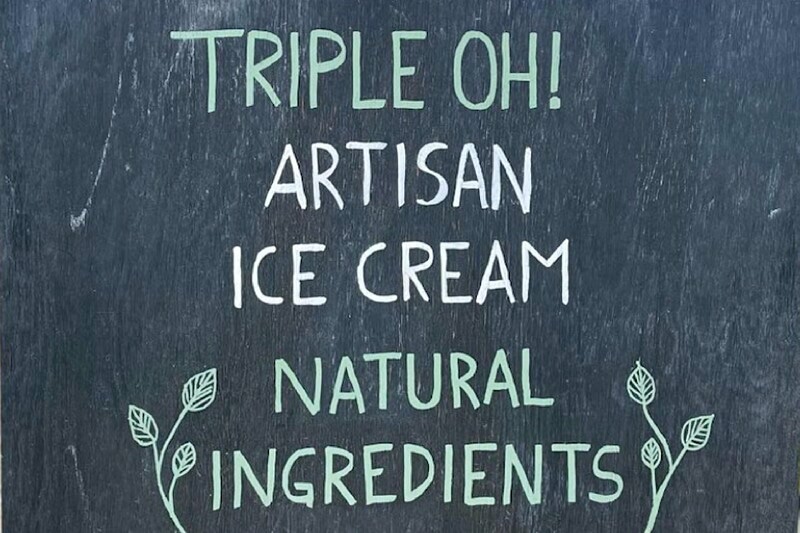 TRIPLE OH!
ARTISAN
ICE CREAM
NATURAL
INGREDIENTS